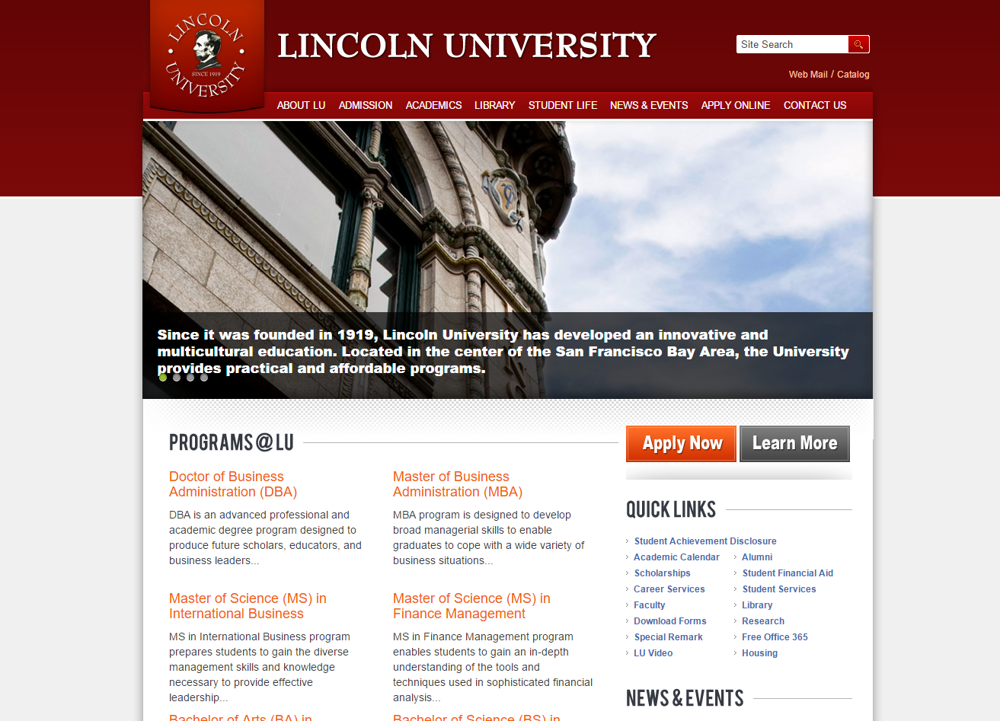 LINCOLN
SINCE 1919
UNIVERSITY
LINCOLN UNIVERSITY
Site Search
Web Mail / Catalog
ABOUT LU ADMISSION ACADEMICS LIBRARY STUDENT LIFE NEWS & EVENTS APPLY ONLINE CONTACT US
Since it was founded in 1919, Lincoln University has developed an innovative and
multicultural education. Located in the center of the San Francisco Bay Area, the University
provides practical and affordable programs.
PROGRAMS @ LU
Doctor of Business
Administration (DBA)
DBA is an advanced professional and
academic degree program designed to
produce future scholars, educators, and
business leaders...
Master of Business
Administration (MBA)
MBA program is designed to develop
broad managerial skills to enable
graduates to cope with a wide variety of
business situations...
Master of Science (MS) in
International Business
MS in International Business program
prepares students to gain the diverse
management skills and knowledge
necessary to provide effective
leadership...
Master of Science (MS) in
Finance Management
MS in Finance Management program
enables students to gain an in-depth
understanding of the tools and
techniques used in sophisticated financial
analysis...
Bachelor of Arts (BA) in
Bachelor of Science (BS) in
Apply Now
Learn More
QUICK LINKS
Student Achievement Disclosure
Academic Calendar
Alumni
Scholarships
Student Financial Aid
Career Services
Student Services
Faculty
Library
Download Forms
Research
Special Remark
Free Office 365
LU Video
Housing
NEWS & EVENTS